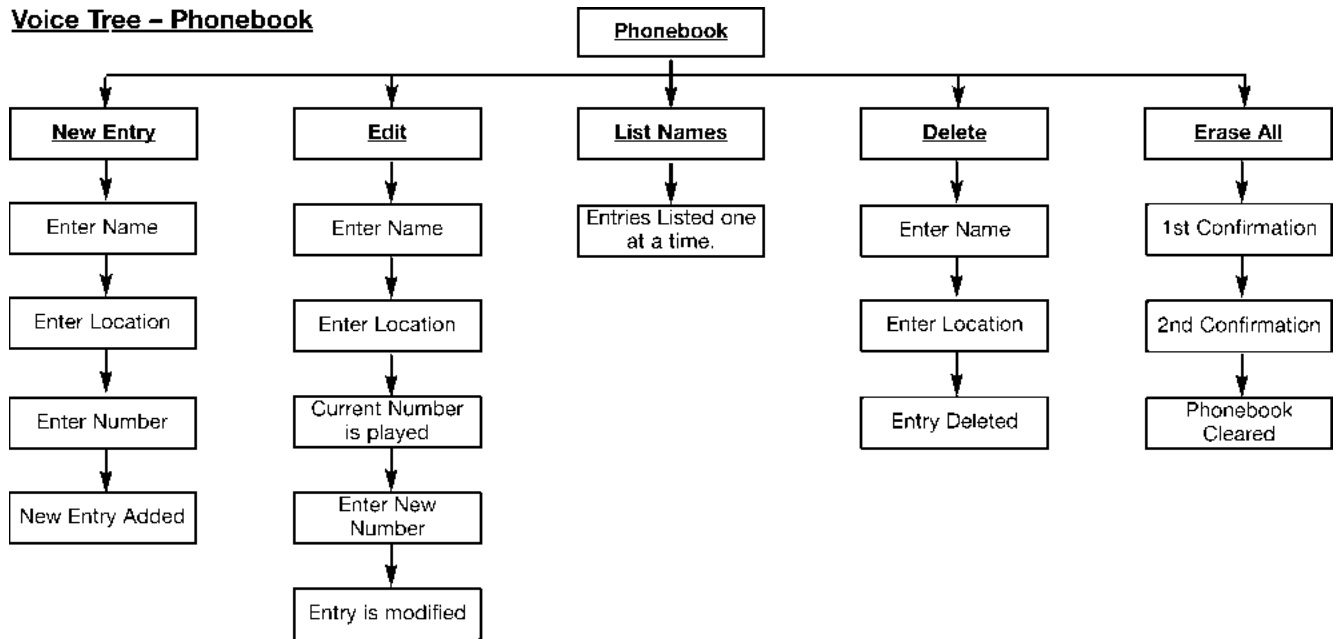 Voice Tree – Phonebook
Phonebook
New Entry
Edit
List Names
Delete
Erase All
Enter Name
Enter Name
Entries Listed one
at a time.
Enter Name
1st Confirmation
Enter Location
Enter Location
Enter Location
2nd Confirmation
Enter Number
Current Number
is played
Entry Deleted
Phonebook
Cleared
New Entry Added
Enter New
Number
Entry is modified